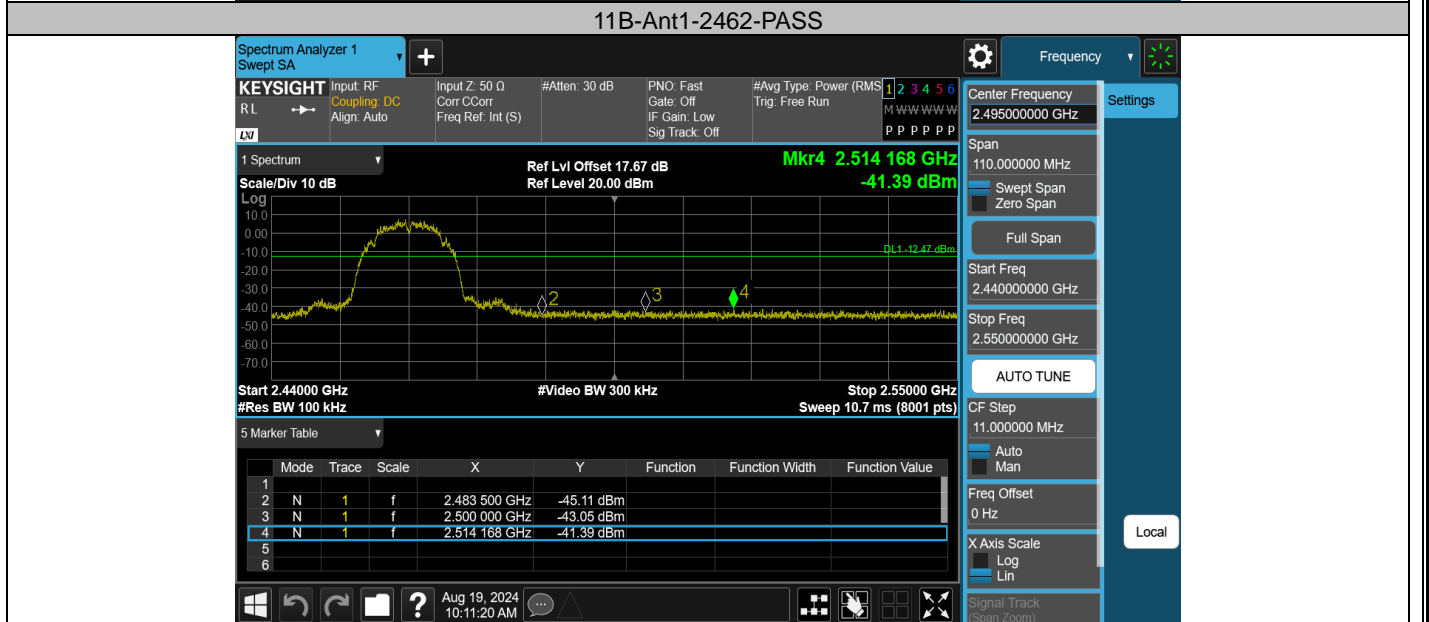 11B-Ant1-2462-PASS
Spectrum Analyzer 1
Swept SA
+
Frequency
KEYSIGHT
RL
LXI
Input: RF
Coupling: DC
Align: Auto
Input Z: 50 Ω
Corr CCorr
Freq Ref: Int (S)
#Atten: 30 dB
PNO: Fast
Gate: Off
IF Gain: Low
Sig Track: Off
#Avg Type: Power (RMS
Trig: Free Run
1 2 3 4 5 6
M W W W W W
P P P P P P
1 Spectrum
Scale/Div 10 dB
Log
Ref Lvl Offset 17.67 dB
Ref Level 20.00 dBm
Mkr4 2.514 168 GHz
-41.39 dBm
10.0
0.00
-10.0
-20.0
-30.0
-40.0
-50.0
-60.0
-70.0
DL1 -12.47 dBm
2
3
4
Start 2.44000 GHz
#Res BW 100 kHz
#Video BW 300 kHz
Stop 2.55000 GHz
Sweep 10.7 ms (8001 pts)
5 Marker Table
Mode Trace Scale X Y Function Function Width Function Value
1
2 N 1 f 2.483 500 GHz -45.11 dBm
3 N 1 f 2.500 000 GHz -43.05 dBm
4 N 1 f 2.514 168 GHz -41.39 dBm
5
6
Center Frequency
2.495000000 GHz
Span
110.000000 MHz
Swept Span
Zero Span
Full Span
Start Freq
2.440000000 GHz
Stop Freq
2.550000000 GHz
AUTO TUNE
CF Step
11.000000 MHz
Auto
Man
Freq Offset
0 Hz
X Axis Scale
Log
Lin
Signal Track
(Span Zoom)
Settings
Local
?
Aug 19, 2024
10:11:20 AM